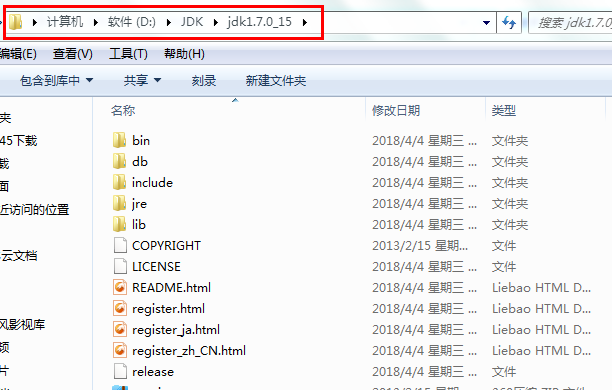 计算机 软件 (D:) JDK jdk1.7.0_15 搜索 jdk1.7.0_
编辑(E) 查看(V) 工具(T) 帮助(H)
包含到库中 共享 刻录 新建文件夹
名称 修改日期 类型
夹 bin 2018/4/4 星期三 ... 文件夹
45下载 db 2018/4/4 星期三 ... 文件夹
载 include 2018/4/4 星期三 ... 文件夹
面 jre 2018/4/4 星期三 ... 文件夹
近访问的位置 lib 2018/4/4 星期三 ... 文件夹
COPYRIGHT 2013/2/15 星期... 文件
云文档 LICENSE 2018/4/4 星期三 ... 文件
README.html 2018/4/4 星期三 ... Liebao HTML D...
register.html 2018/4/4 星期三 ... Liebao HTML D...
风影视库 register_ja.html 2018/4/4 星期三 ... Liebao HTML D...
频 register_zh_CN.html 2018/4/4 星期三 ... Liebao HTML D...
片 release 2018/4/4 星期三 ... 文件